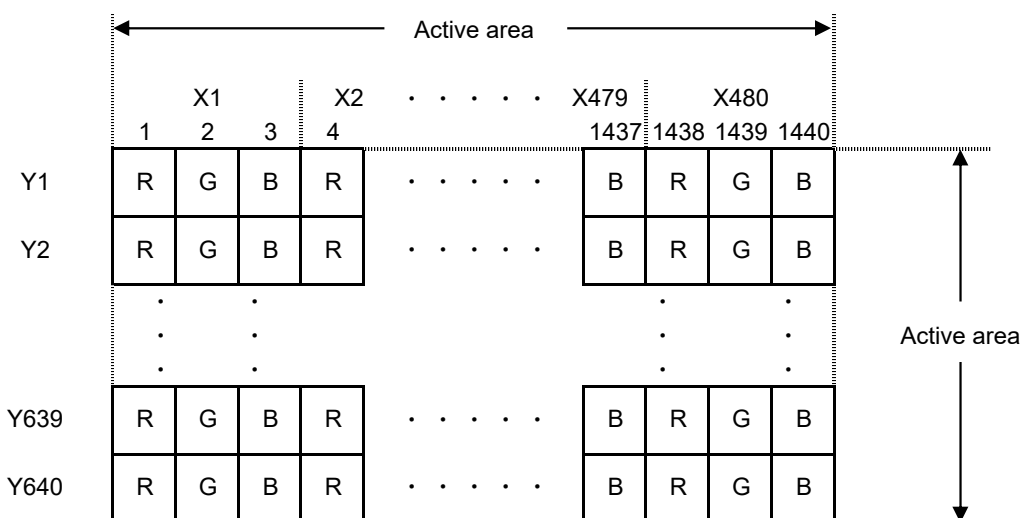 Active area
X1 X2 ・ ・ ・ ・ ・ X479 X480
1 2 3 4 1437 1438 1439 1440
Y1 R G B R ・ ・ ・ ・ ・ B R G B
Y2 R G B R ・ ・ ・ ・ ・ B R G B
・ ・ ・ ・
・ ・ ・ ・
Active area
・ ・ ・ ・
Y639 R G B R ・ ・ ・ ・ ・ B R G B
Y640 R G B R ・ ・ ・ ・ ・ B R G B